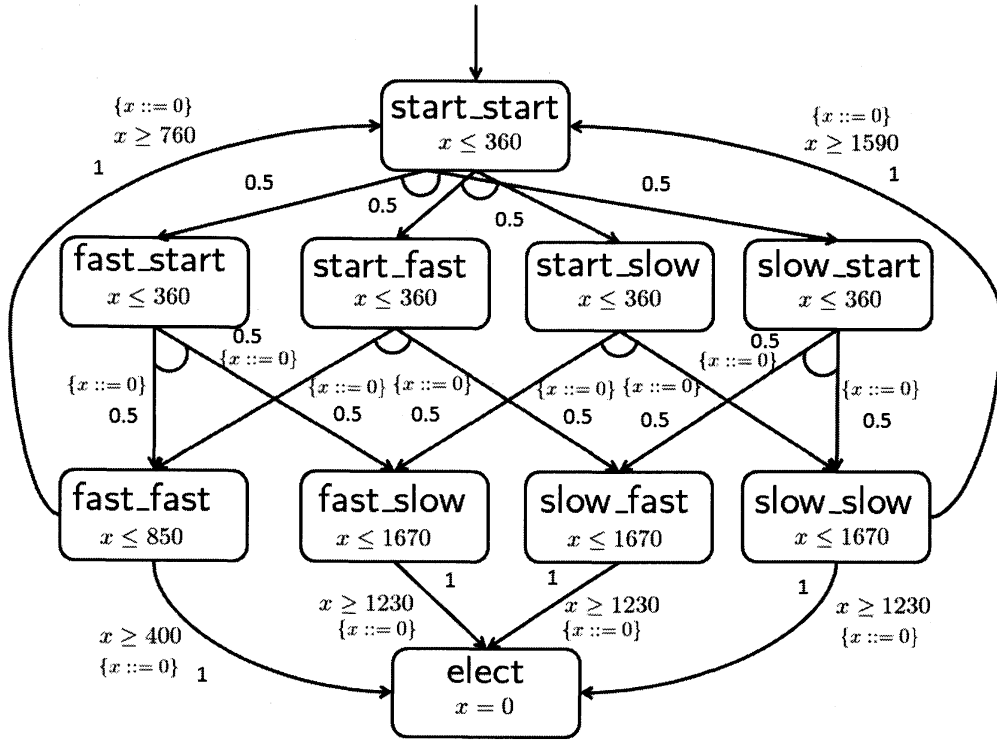 start_start
x ≤ 360
{x ::= 0}
x ≥ 760
1
{x ::= 0}
x ≥ 1590
1
0.5
0.5
0.5
0.5
fast_start
x ≤ 360
start_fast
x ≤ 360
start_slow
x ≤ 360
slow_start
x ≤ 360
0.5
{x ::= 0}
0.5
{x ::= 0}
{x ::= 0}
0.5
{x ::= 0}
0.5
{x ::= 0}
0.5
{x ::= 0}
0.5
{x ::= 0}
0.5
{x ::= 0}
0.5
fast_fast
x ≤ 850
fast_slow
x ≤ 1670
slow_fast
x ≤ 1670
slow_slow
x ≤ 1670
x ≥ 400
{x ::= 0}
1
1
x ≥ 1230
{x ::= 0}
1
x ≥ 1230
{x ::= 0}
1
x ≥ 1230
{x ::= 0}
elect
x = 0